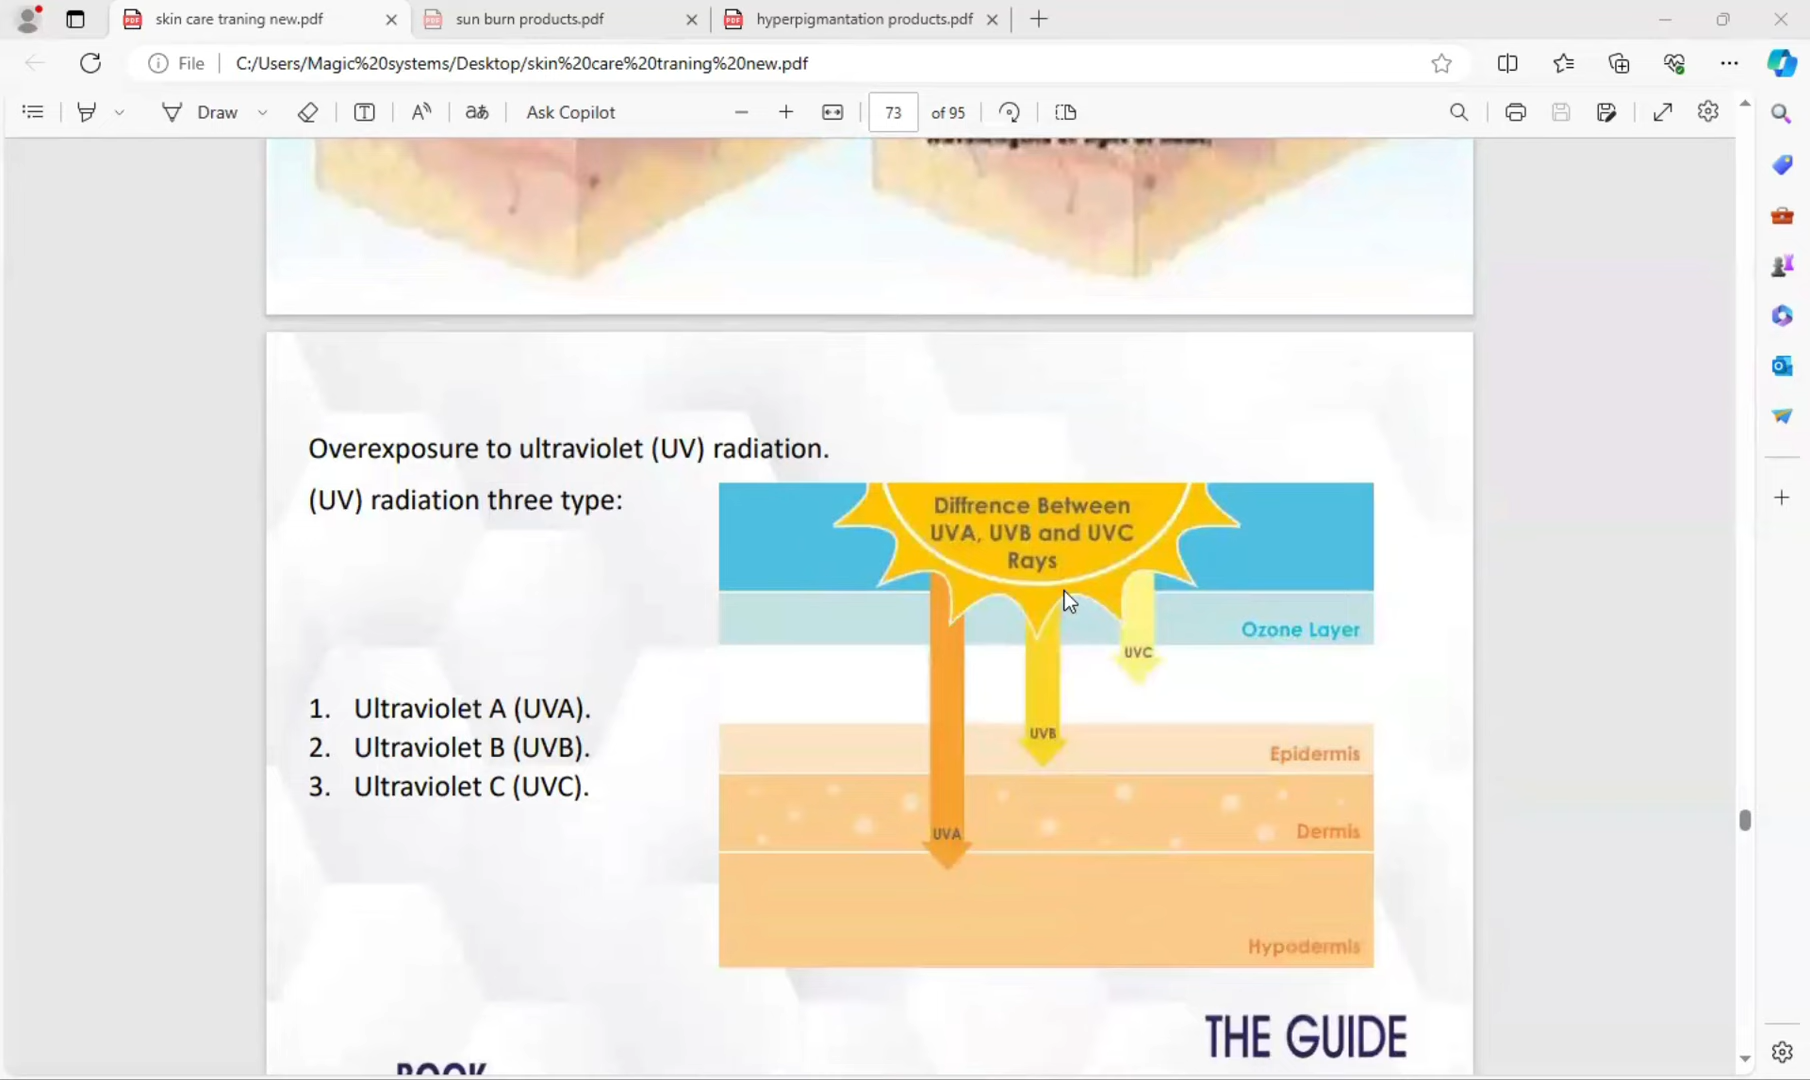 skin care traning new.pdf
sun burn products.pdf
hyperpigmantation products.pdf
File
C:/Users/Magic%20systems/Desktop/skin%20care%20traning%20new.pdf
Draw
Ask Copilot
73
of 95
Overexposure to ultraviolet (UV) radiation.
(UV) radiation three type:
1. Ultraviolet A (UVA).
2. Ultraviolet B (UVB).
3. Ultraviolet C (UVC).
Diffrence Between
UVA, UVB and UVC
Rays
Ozone Layer
UVC
UVB
Epidermis
UVA
Dermis
Hypodermis
THE GUIDE
BOOK